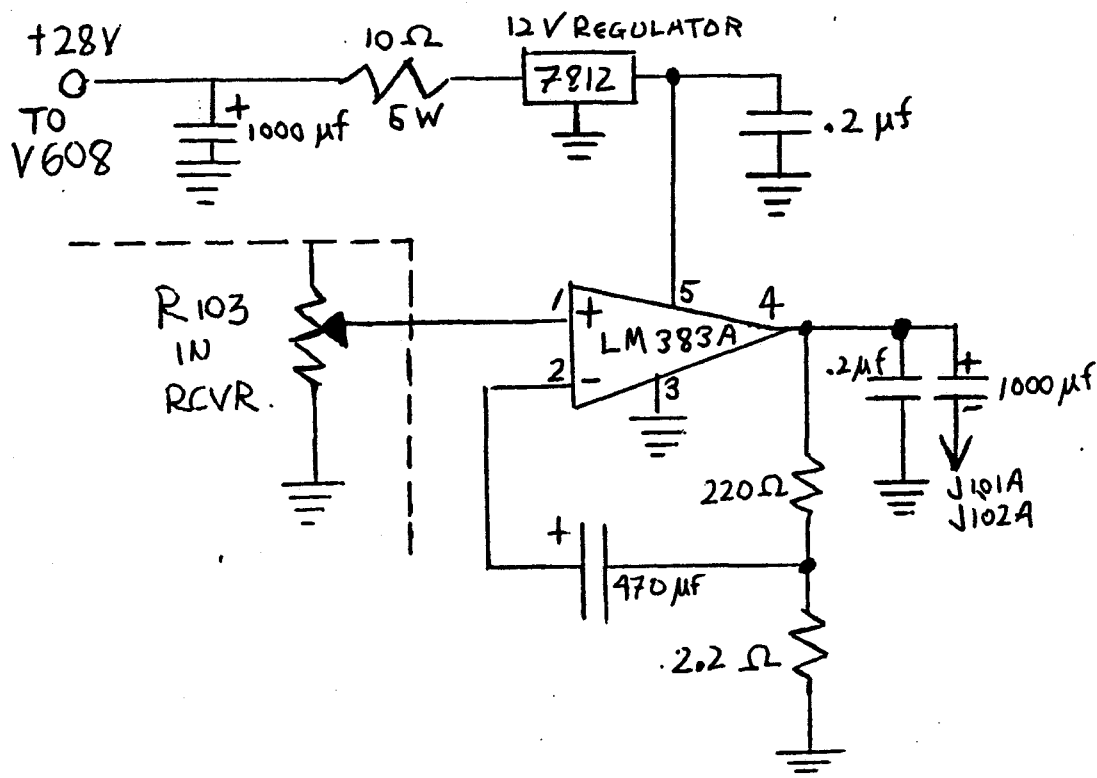 +28V
TO
V608
+
1000 µf
10 Ω
5W
12V REGULATOR
7812
.2 µf
R103
IN
RCVR.
1
2
+
-
LM383A
5
4
3
.2µf
+
-
1000 µf
J101A
J102A
220Ω
+
470 µf
2.2 Ω